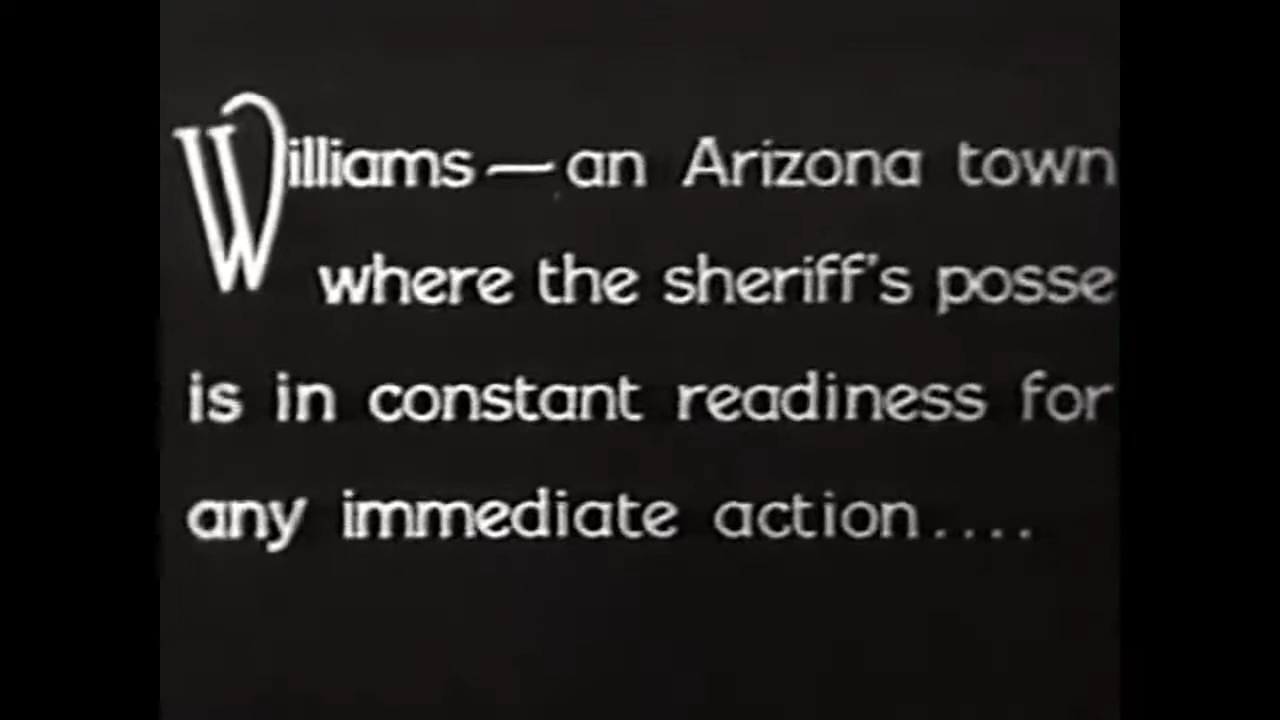 Williams—an Arizona town
where the sheriff's posse
is in constant readiness for
any immediate action....